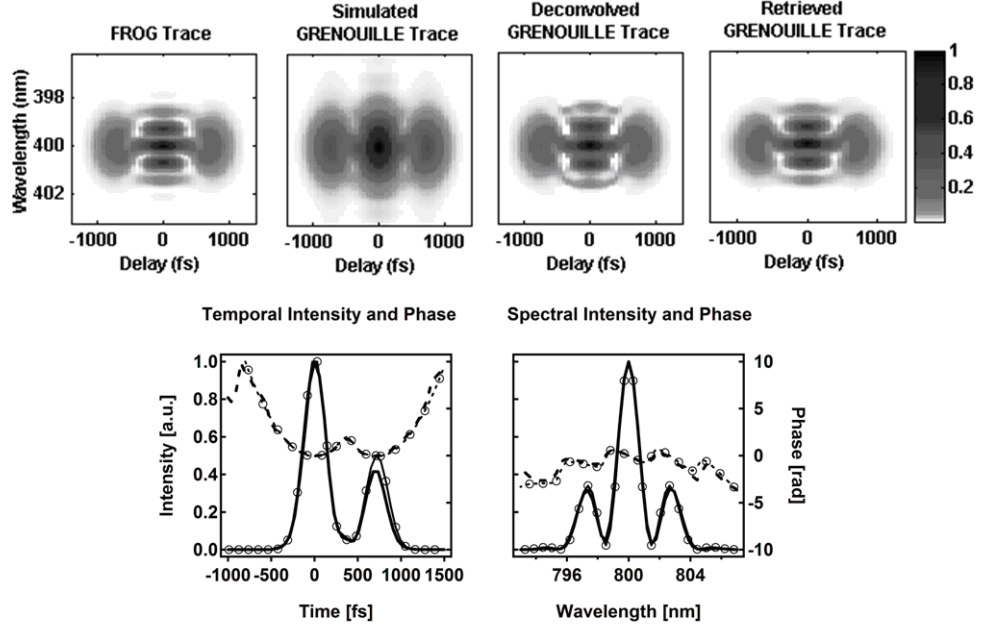 FROG Trace
Simulated
GRENOUILLE Trace
Deconvolved
GRENOUILLE Trace
Retrieved
GRENOUILLE Trace
Wavelength (nm)
398
400
402
-1000 0 1000
Delay (fs)
-1000 0 1000
Delay (fs)
-1000 0 1000
Delay (fs)
-1000 0 1000
Delay (fs)
1
0.8
0.6
0.4
0.2
Temporal Intensity and Phase
Intensity [a.u.]
1.0
0.8
0.6
0.4
0.2
0.0
-1000 -500 0 500 1000 1500
Time [fs]
Spectral Intensity and Phase
10
5
0
-5
-10
Phase [rad]
796 800 804
Wavelength [nm]